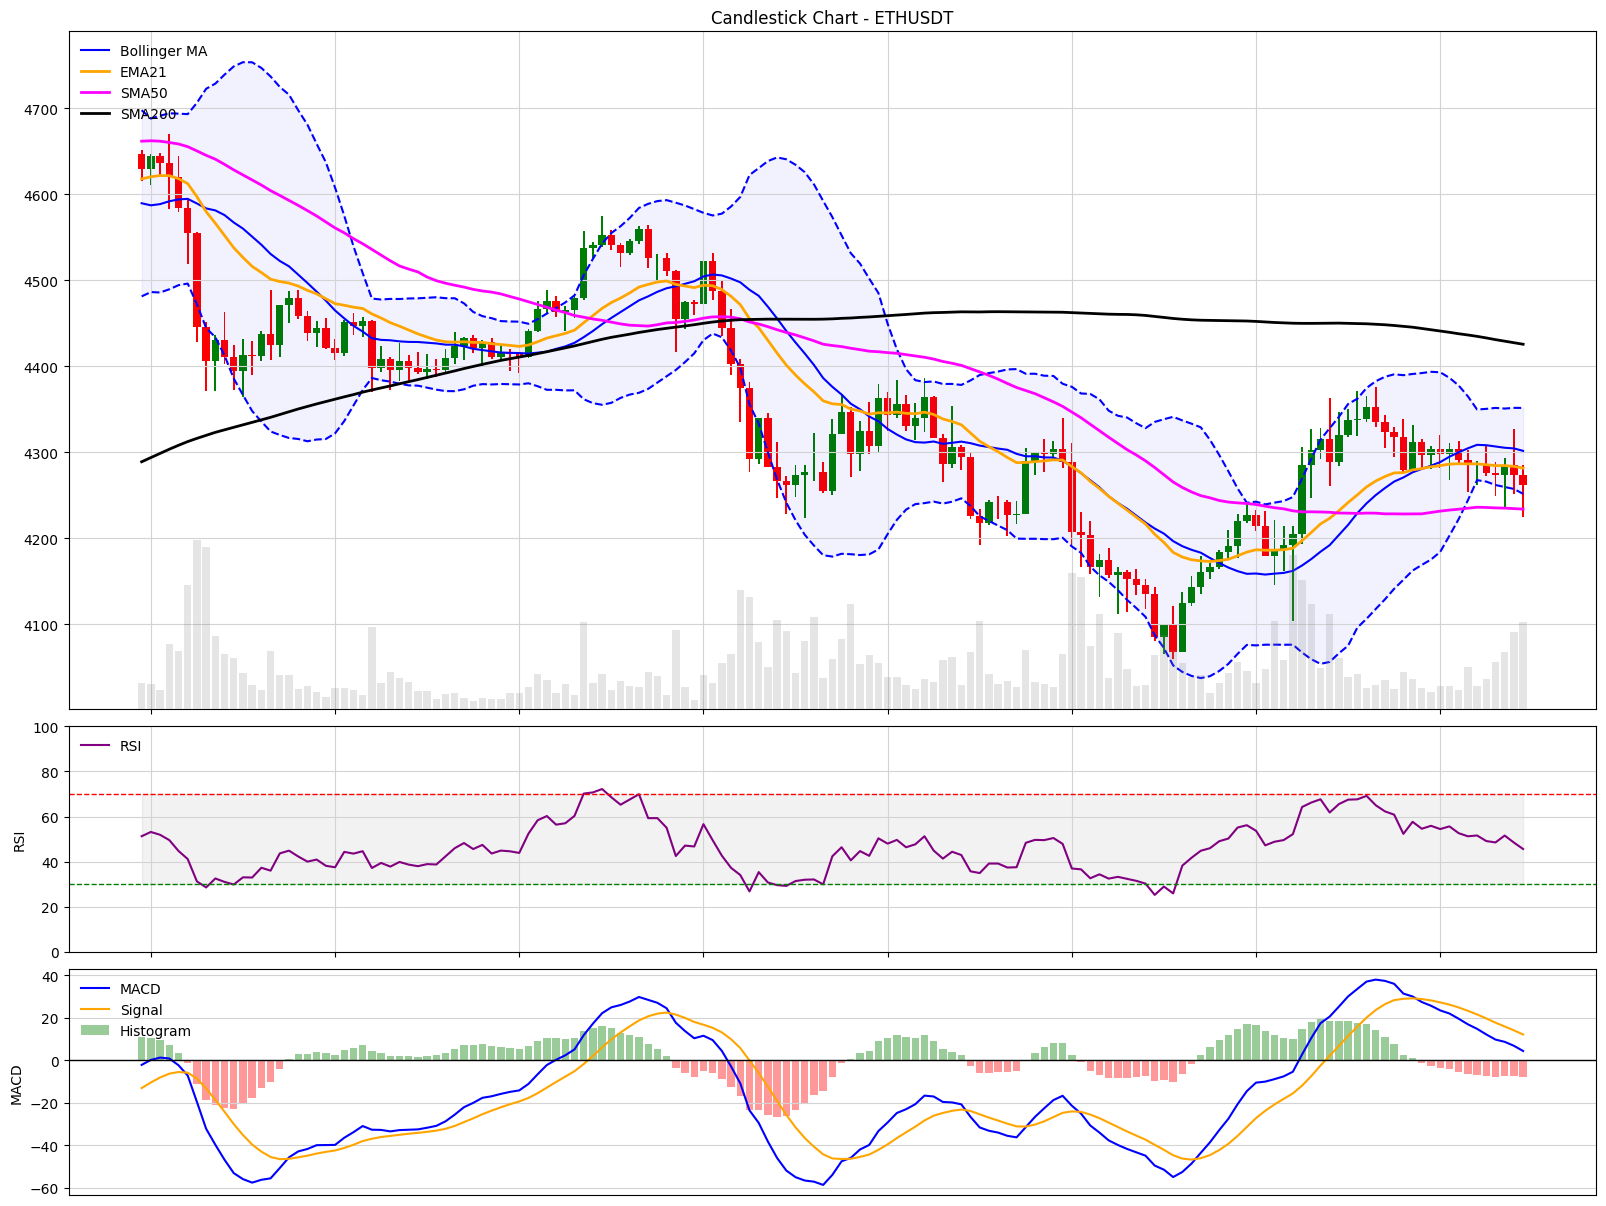 Candlestick Chart - ETHUSDT
Bollinger MA
EMA21
SMA50
SMA200
4700
4600
4500
4400
4300
4200
4100
100
80
60
40
20
0
RSI
RSI
40
20
0
−20
−40
−60
MACD
MACD
Signal
Histogram